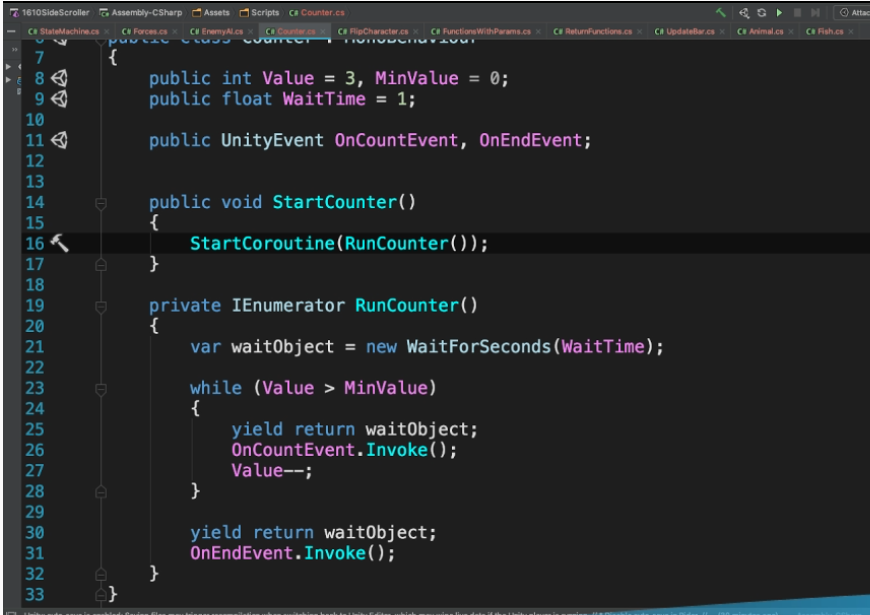 1610SideScroller Assembly-CSharp Assets Scripts C# Counter.cs Attac
C# StateMachine.cs × C# Forces.cs × C# EnemyAI.cs × C# Counter.cs × C# FlipCharacter.cs × C# FunctionsWithParams.cs × C# ReturnFunctions.cs × C# UpdateBar.cs × C# Animal.cs × C# Fish.cs ×
6 public class Counter : MonoBehaviour
7 {
8 public int Value = 3, MinValue = 0;
9 public float WaitTime = 1;
10
11 public UnityEvent OnCountEvent, OnEndEvent;
12
13
14 public void StartCounter()
15 {
16 StartCoroutine(RunCounter());
17 }
18
19 private IEnumerator RunCounter()
20 {
21 var waitObject = new WaitForSeconds(WaitTime);
22
23 while (Value > MinValue)
24 {
25 yield return waitObject;
26 OnCountEvent.Invoke();
27 Value--;
28 }
29
30 yield return waitObject;
31 OnEndEvent.Invoke();
32 }
33 }